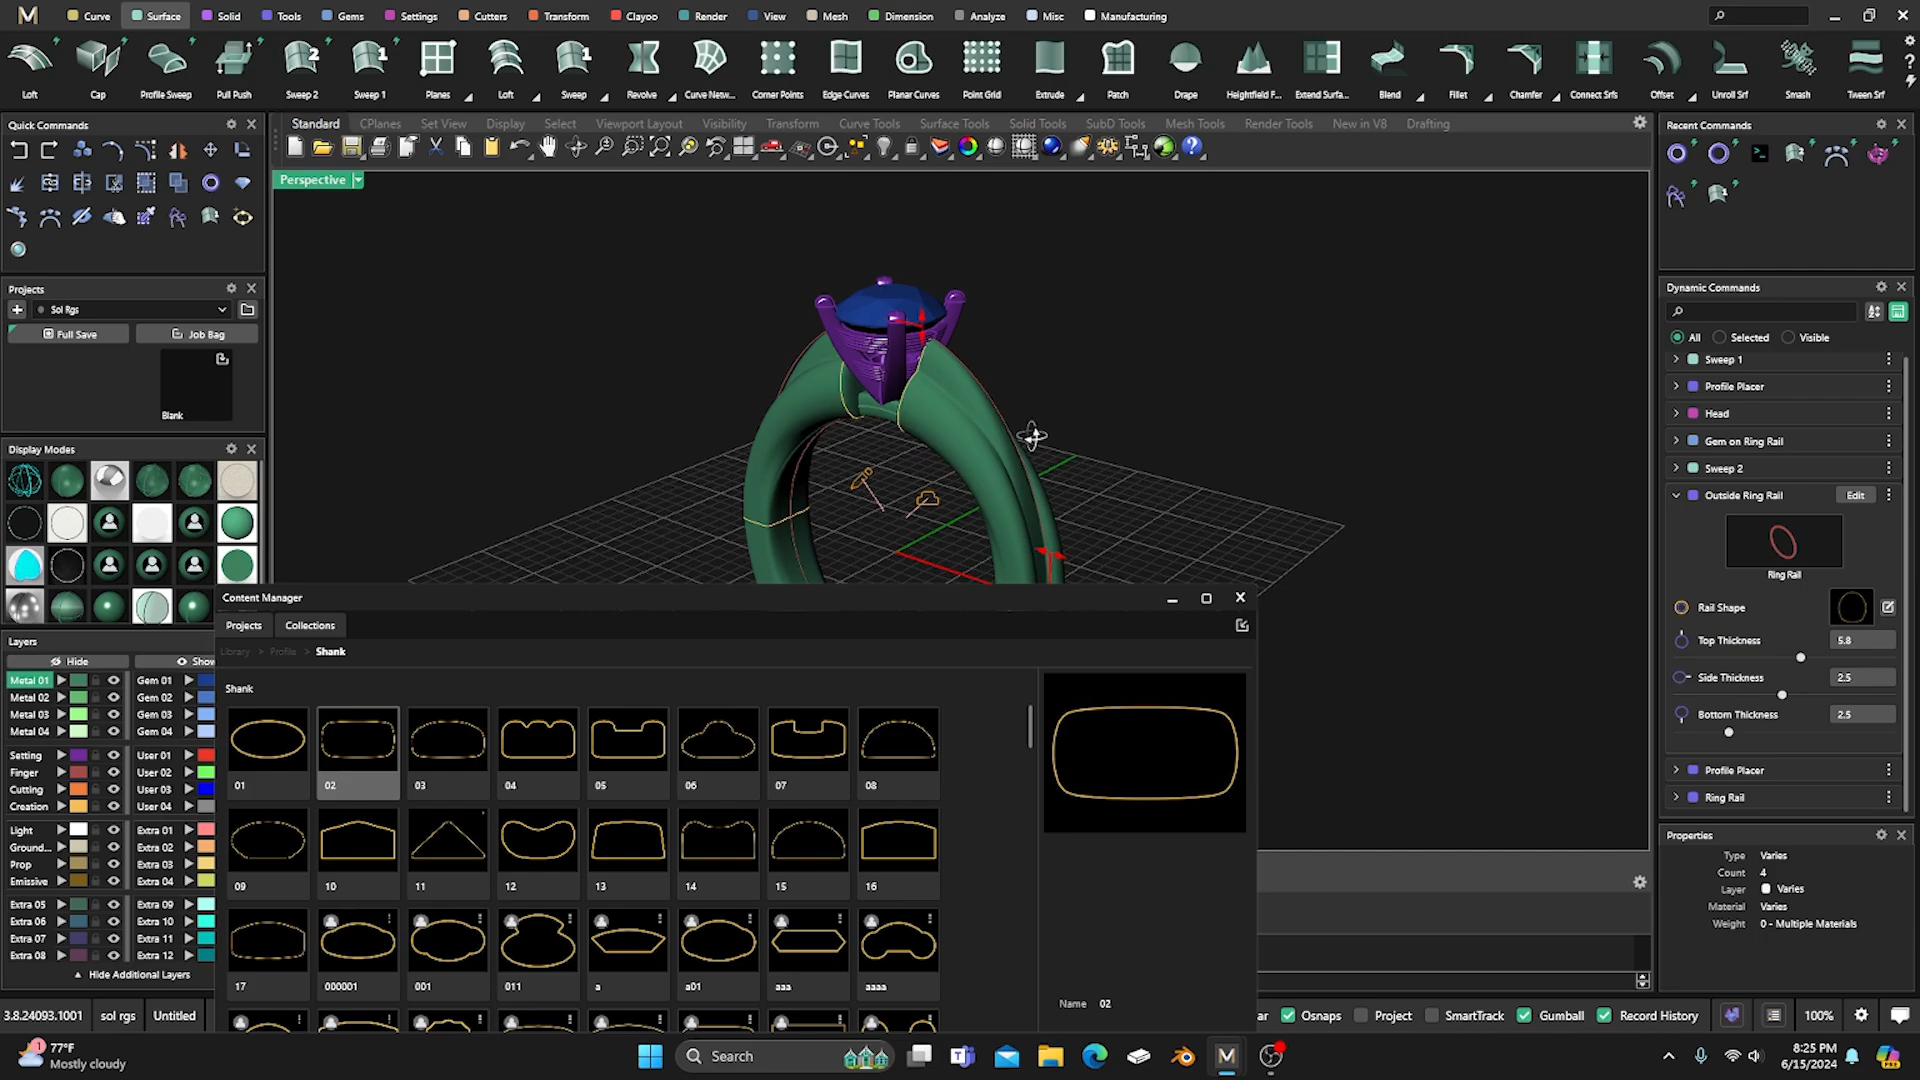 Curve Surface Solid Tools Gems Settings Cutters Transform Clayoo Render View Mesh Dimension Analyze Misc Manufacturing
Loft Cap Profile Sweep Pull Push Sweep 2 Sweep 1 Planes Loft Sweep Revolve Curve Netw... Corner Points Edge Curves Planar Curves Point Grid Extrude Patch Drape Heightfield F... Extend Surfa... Blend Fillet Chamfer Connect Srfs Offset Unroll Srf Smash Tween Srf
Quick Commands
Standard CPlanes Set View Display Select Viewport Layout Visibility Transform Curve Tools Surface Tools Solid Tools SubD Tools Mesh Tools Render Tools New in V8 Drafting
Recent Commands
Perspective
Projects
Sol Rgs
Full Save Job Bag
Blank
Display Modes
Dynamic Commands
All Selected Visible
Sweep 1
Profile Placer
Head
Gem on Ring Rail
Sweep 2
Outside Ring Rail Edit
Ring Rail
Rail Shape
Top Thickness 5.8
Side Thickness 2.5
Bottom Thickness 2.5
Profile Placer
Ring Rail
Layers
Hide Show
Metal 01 Gem 01
Metal 02 Gem 02
Metal 03 Gem 03
Metal 04 Gem 04
Setting User 01
Finger User 02
Cutting User 03
Creation User 04
Light Extra 01
Ground... Extra 02
Prop Extra 03
Emissive Extra 04
Extra 05 Extra 09
Extra 06 Extra 10
Extra 07 Extra 11
Extra 08 Extra 12
Hide Additional Layers
Content Manager
Projects Collections
Library > Profile > Shank
Shank
01 02 03 04 05 06 07 08
09 10 11 12 13 14 15 16
17 000001 001 011 a a01 aaa aaaa
Name 02
Properties
Type Varies
Count 4
Layer Varies
Material Varies
Weight 0 - Multiple Materials
3.8.24093.1001 sol rgs Untitled
ar Osnaps Project SmartTrack Gumball Record History 100%
77°F
Mostly cloudy
Search
8:25 PM
6/15/2024